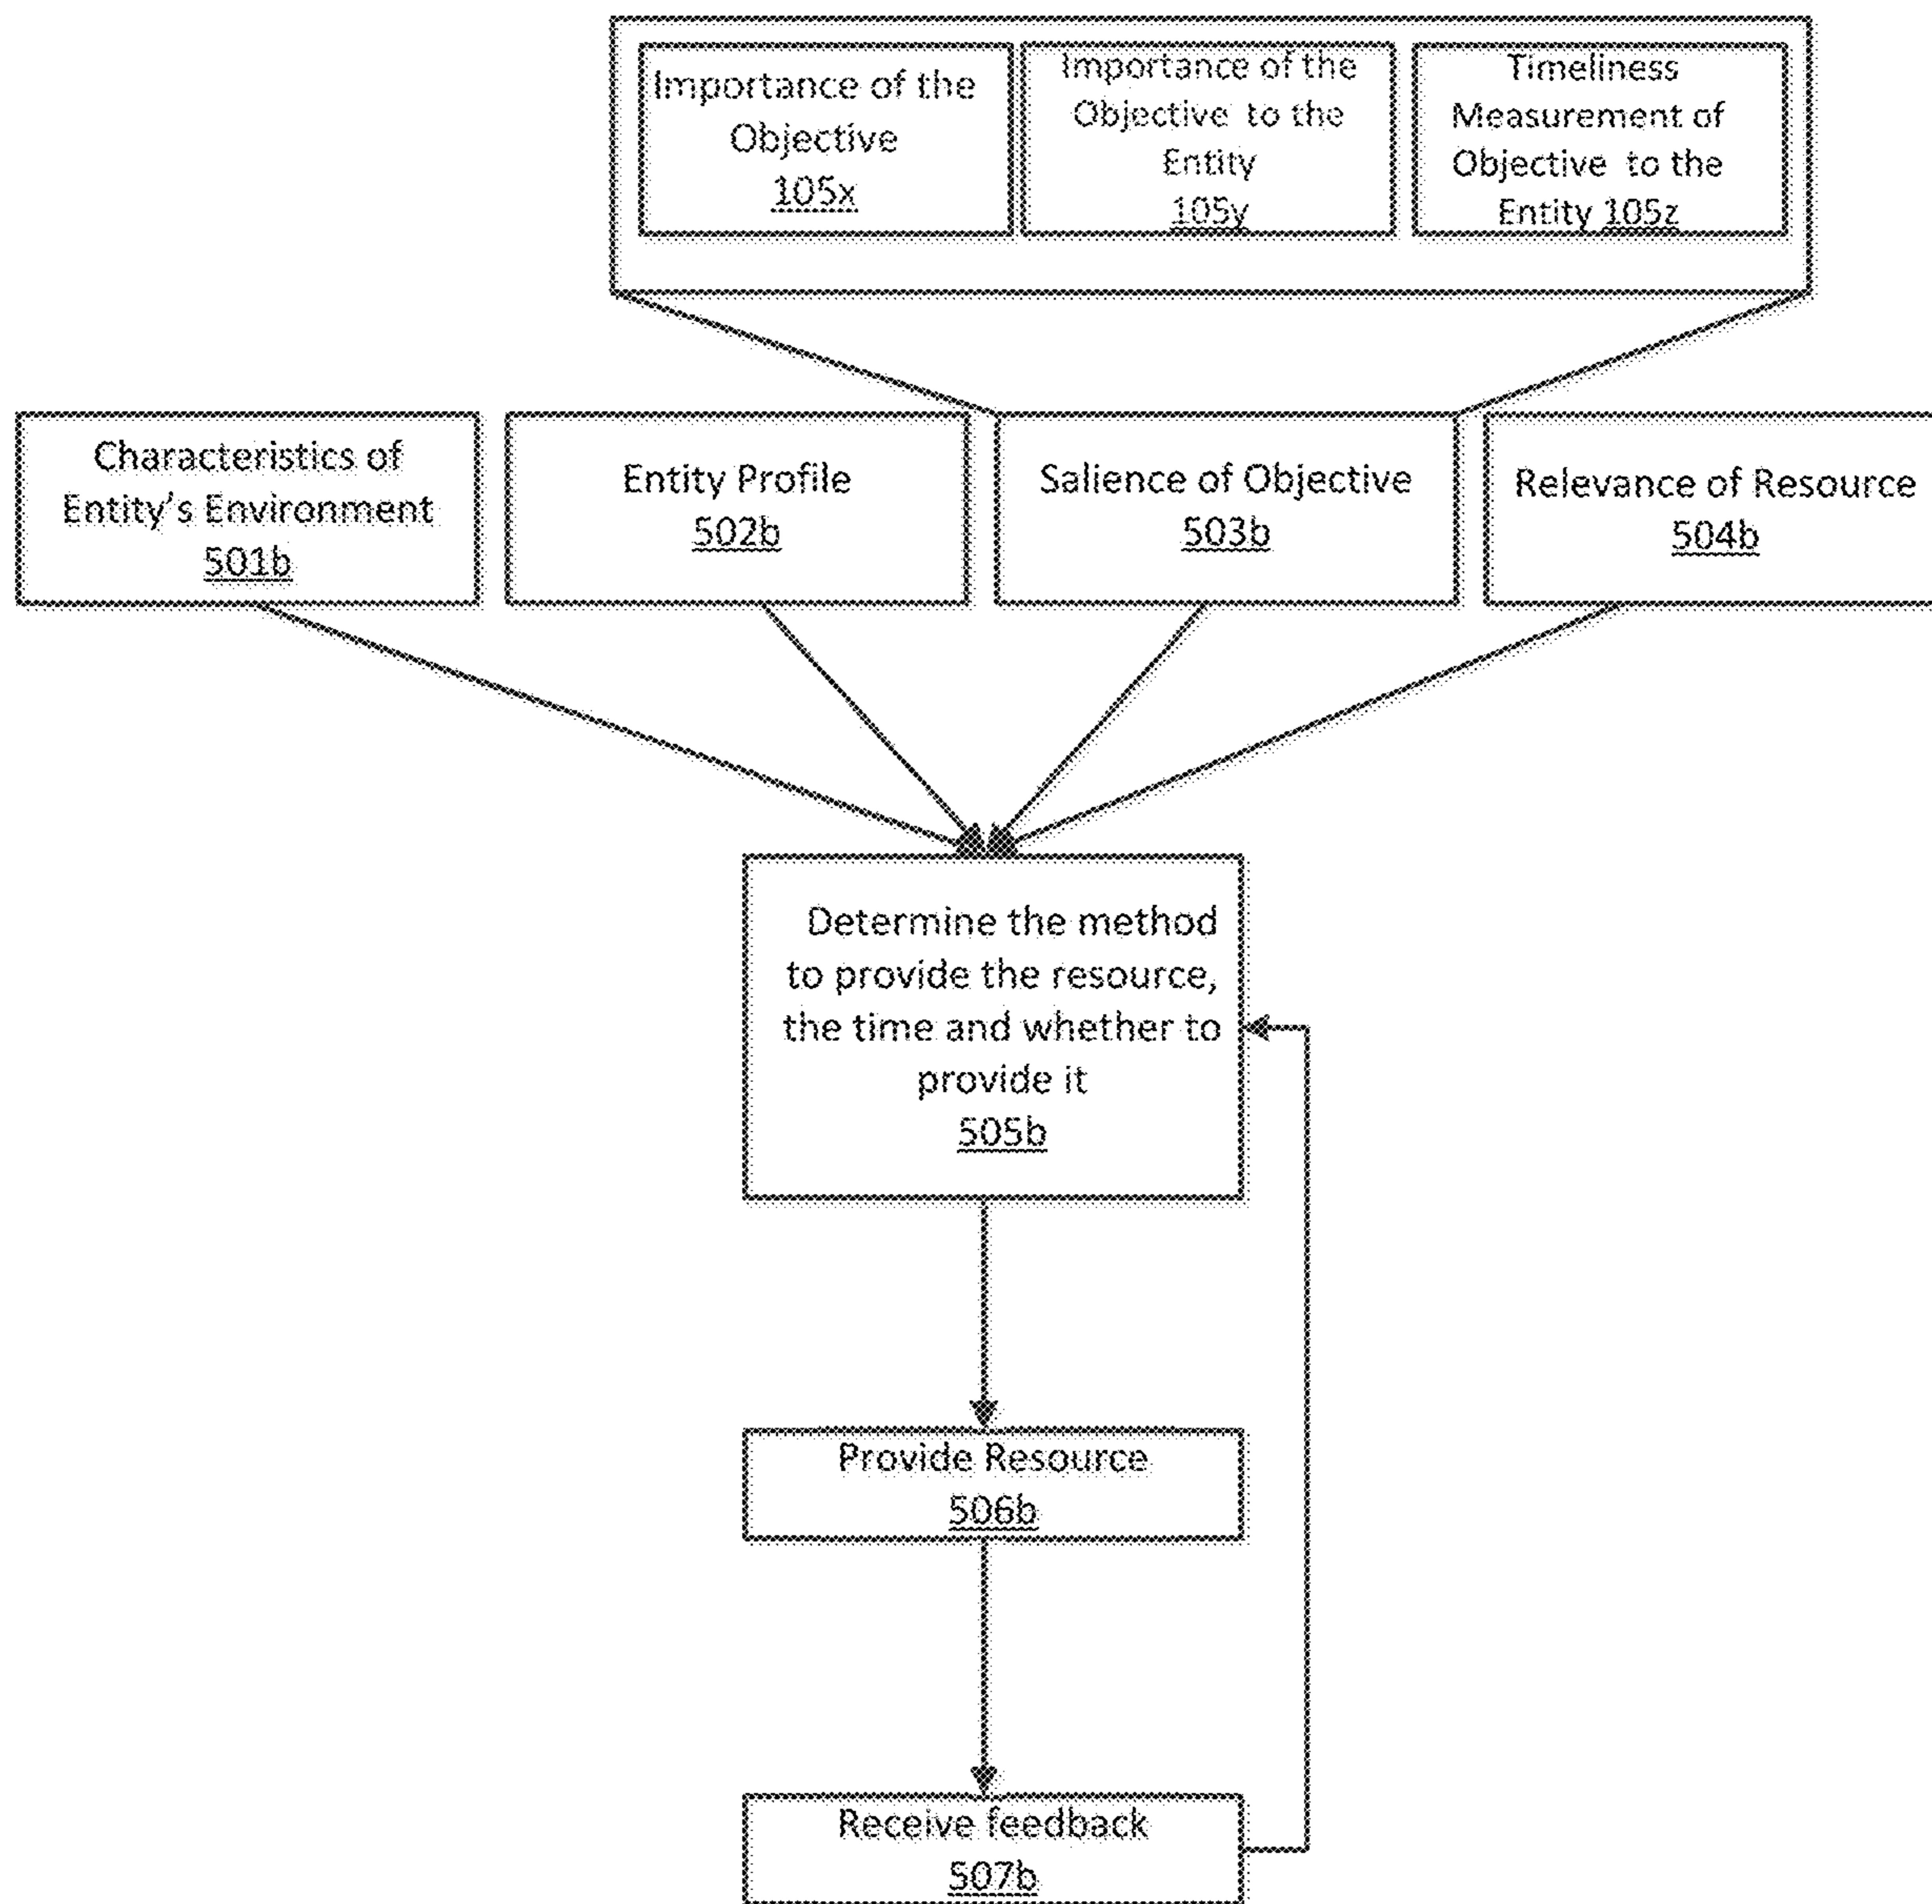 Importance of the
Objective
105x
Importance of the
Objective to the
Entity
105y
Timeliness
Measurement of
Objective to the
Entity 105z
Characteristics of
Entity's Environment
501b
Entity Profile
502b
Salience of Objective
503b
Relevance of Resource
504b
Determine the method
to provide the resource,
the time and whether to
provide it
505b
Provide Resource
506b
Receive feedback
507b